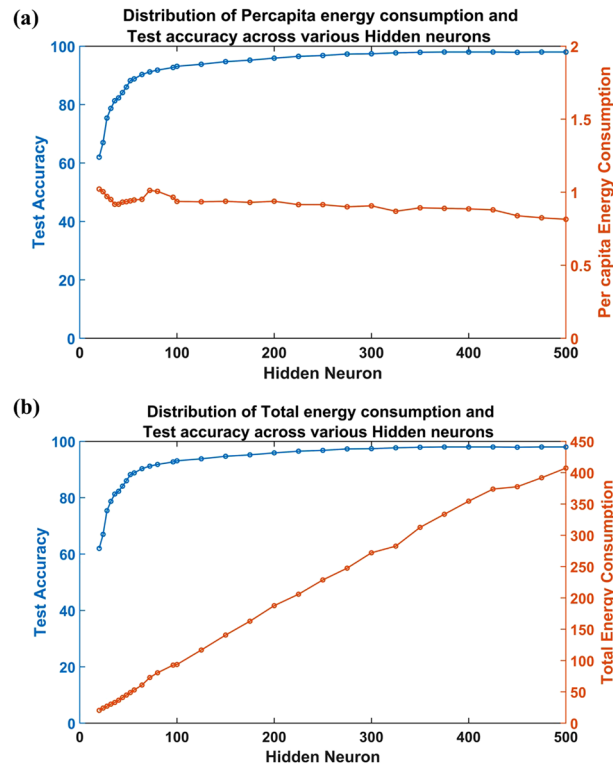 (a)
Distribution of Percapita energy consumption and
Test accuracy across various Hidden neurons
100
80
60
40
20
0
Test Accuracy
2
1.5
1
0.5
0
Per capita Energy Consumption
0 100 200 300 400 500
Hidden Neuron
(b)
Distribution of Total energy consumption and
Test accuracy across various Hidden neurons
100
80
60
40
20
0
Test Accuracy
450
400
350
300
250
200
150
100
50
0
Total Energy Consumption
0 100 200 300 400 500
Hidden Neuron